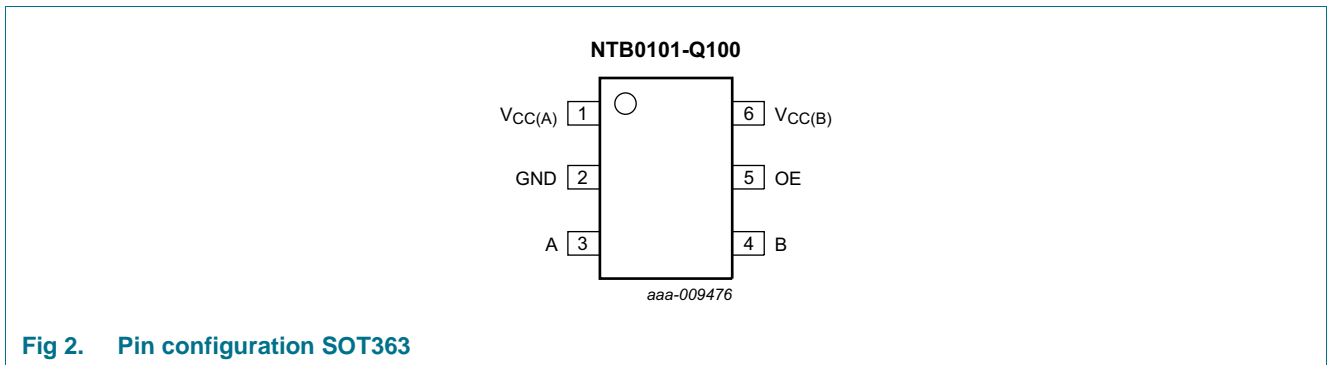 NTB0101-Q100
VCC(A) 1 6 VCC(B)
GND 2 5 OE
A 3 4 B
aaa-009476
Fig 2. Pin configuration SOT363